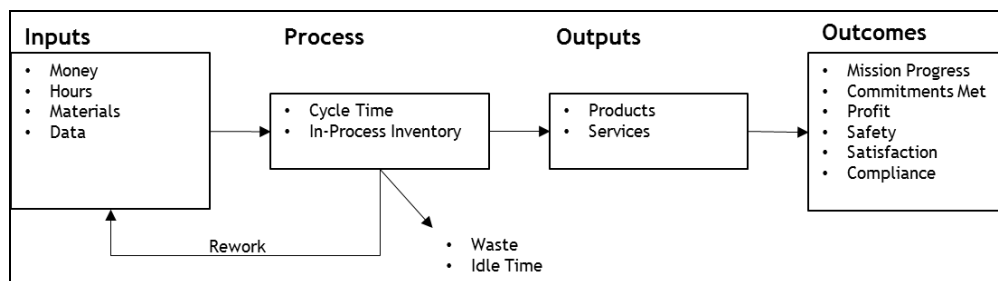 Inputs
• Money
• Hours
• Materials
• Data
Process
• Cycle Time
• In-Process Inventory
Outputs
• Products
• Services
Outcomes
• Mission Progress
• Commitments Met
• Profit
• Safety
• Satisfaction
• Compliance
Rework
• Waste
• Idle Time